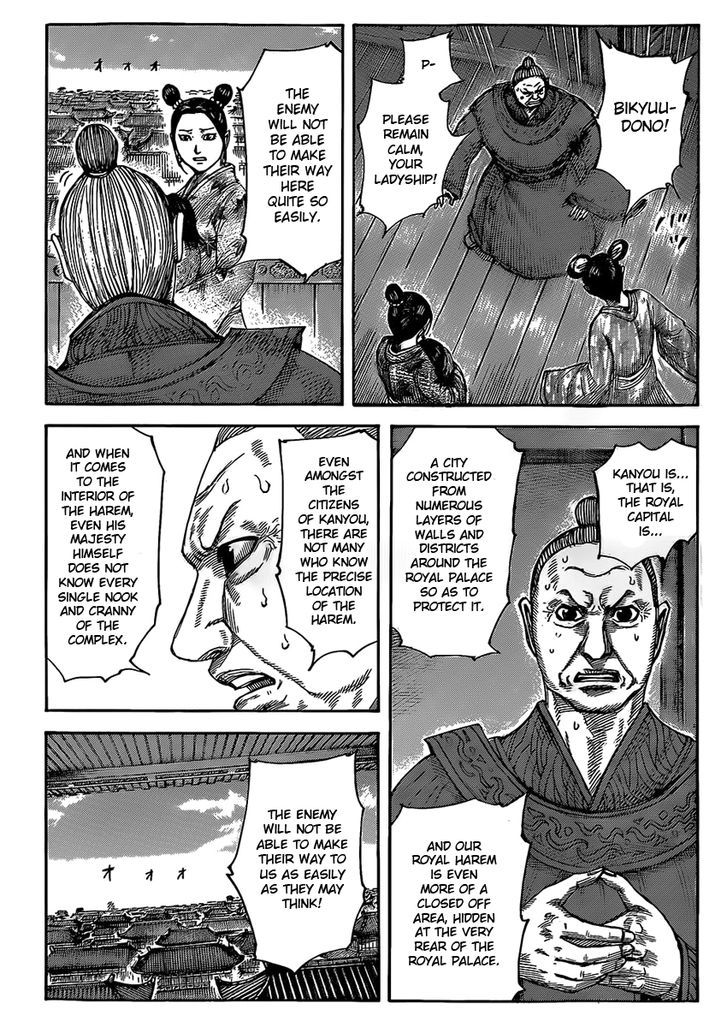 BIKYUU-
DONO!
P-
PLEASE
REMAIN
CALM,
YOUR
LADYSHIP!
THE
ENEMY
WILL NOT
BE ABLE
TO MAKE
THEIR WAY
HERE
QUITE SO
EASILY.
オオオ
KANYOU IS...
THAT IS,
THE ROYAL
CAPITAL
IS...
A CITY
CONSTRUCTED
FROM
NUMEROUS
LAYERS OF
WALLS AND
DISTRICTS
AROUND THE
ROYAL PALACE
SO AS TO
PROTECT IT.
AND OUR
ROYAL HAREM
IS EVEN
MORE OF A
CLOSED OFF
AREA, HIDDEN
AT THE VERY
REAR OF THE
ROYAL PALACE.
EVEN
AMONGST
THE
CITIZENS
OF KANYOU,
THERE ARE
NOT MANY
WHO KNOW
THE PRECISE
LOCATION
OF THE
HAREM.
AND WHEN
IT COMES
TO THE
INTERIOR OF
THE HAREM,
EVEN HIS
MAJESTY
HIMSELF
DOES NOT
KNOW EVERY
SINGLE NOOK
AND CRANNY
OF THE
COMPLEX.
THE ENEMY
WILL NOT BE
ABLE TO MAKE
THEIR WAY TO
US AS EASILY
AS THEY MAY
THINK!
オオオ